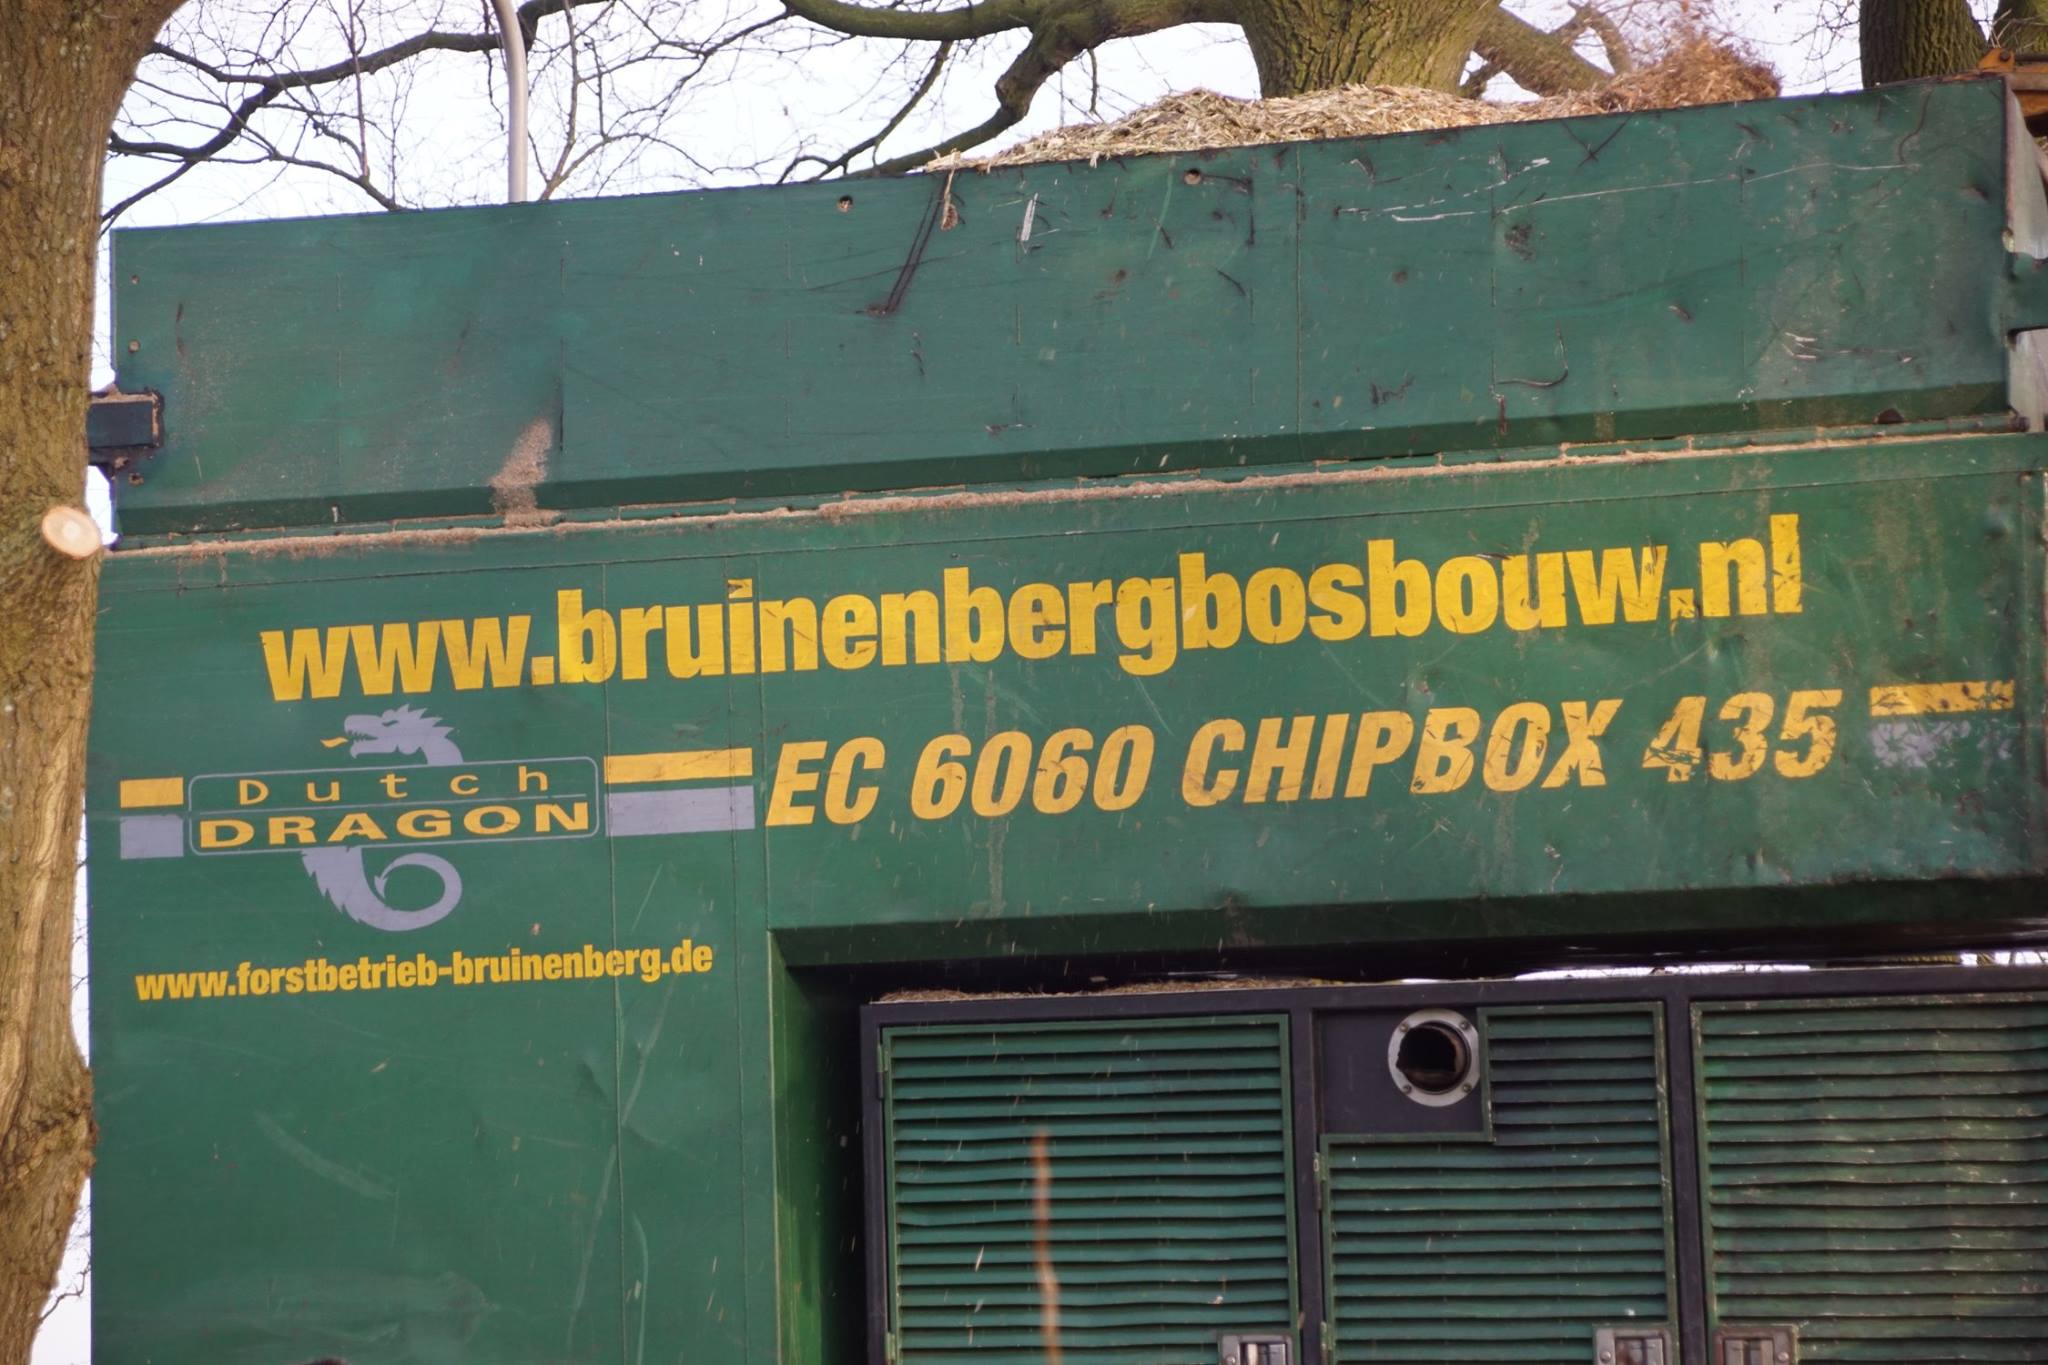 www.bruinenbergbosbouw.nl
Dutch
DRAGON
EC 6060 CHIPBOX 435
www.forstbetrieb-bruinenberg.de